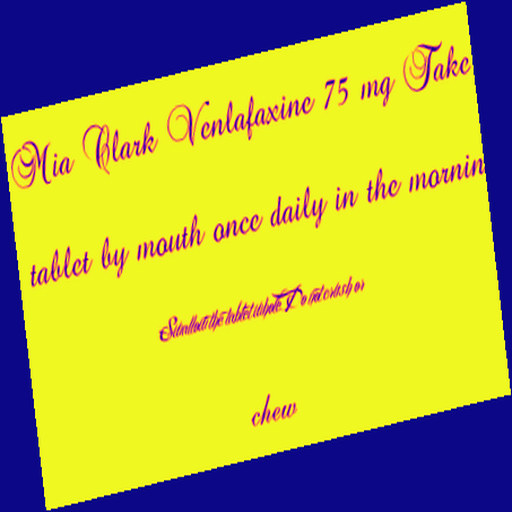 Mia Clark Venlafaxine 75 mg Take
tablet by mouth once daily in the mornin
Swallow the tablet whole Do not crush or
chew